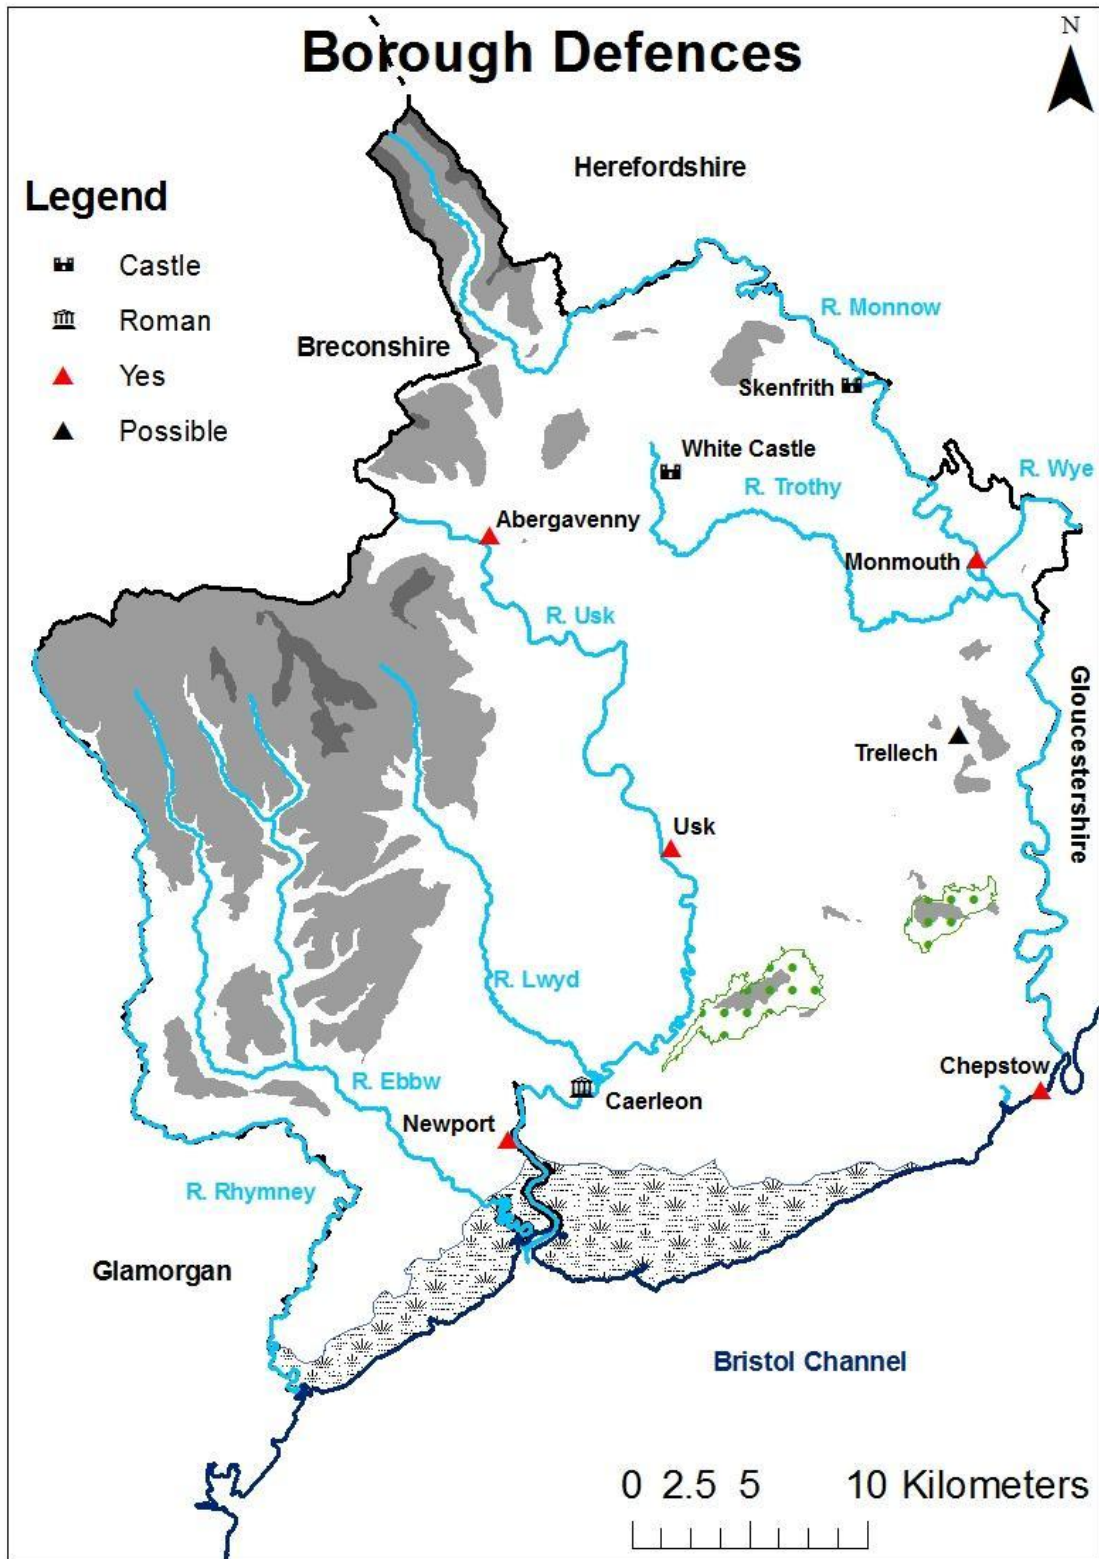 Borough Defences
N
Herefordshire
Legend
Castle
Roman
Yes
Possible
Breconshire
R. Monnow
Skenfrith
White Castle
R. Wye
R. Trothy
Abergavenny
Monmouth
R. Usk
Gloucestershire
Trellech
Usk
R. Lwyd
Chepstow
R. Ebbw
Caerleon
Newport
R. Rhymney
Glamorgan
Bristol Channel
0 2.5 5 10 Kilometers